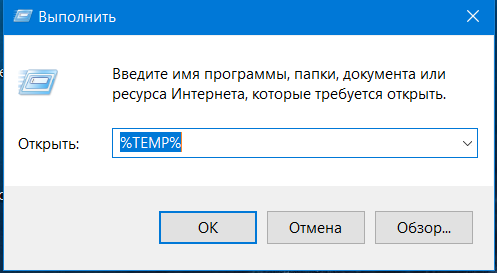 Выполнить
Введите имя программы, папки, документа или
ресурса Интернета, которые требуется открыть.
Открыть: %TEMP%
OK Отмена Обзор...